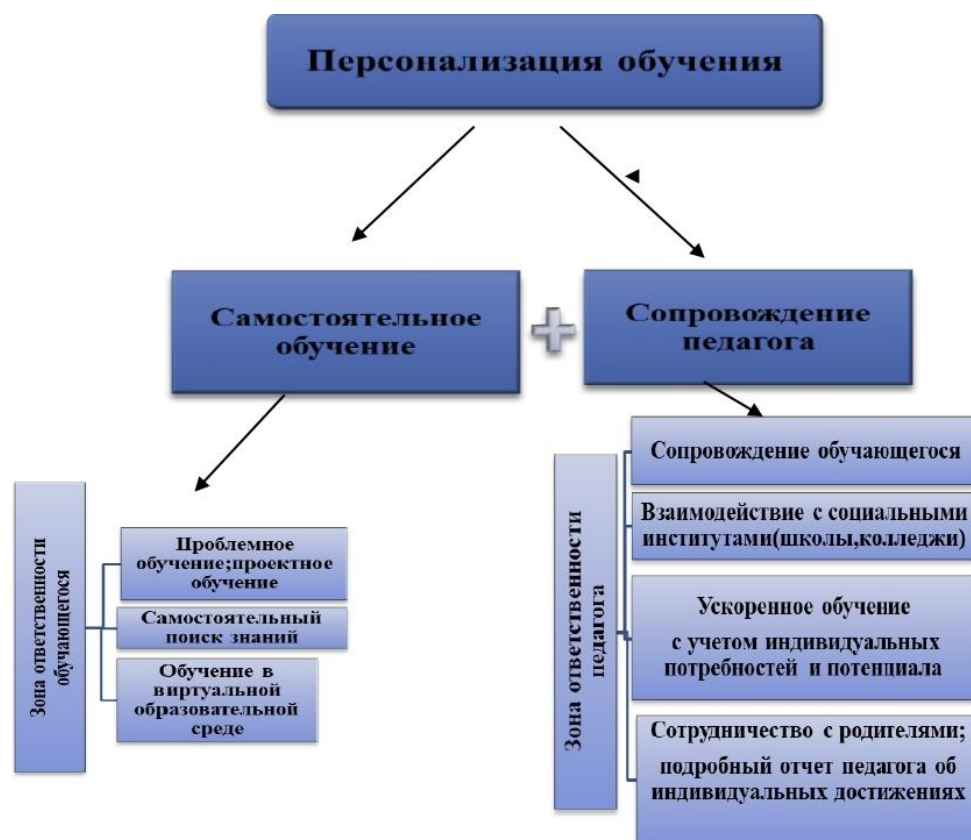 Персонализация обучения
Самостоятельное
обучение
Сопровождение
педагога
Зона ответственности
обучающегося
Проблемное
обучение;проектное
обучение
Самостоятельный
поиск знаний
Обучение в
виртуальной
образовательной
среде
Зона ответственности
педагога
Сопровождение обучающегося
Взаимодействие с социальными
институтами(школы,колледжи)
Ускоренное обучение
с учетом индивидуальных
потребностей и потенциала
Сотрудничество с родителями;
подробный отчет педагога об
индивидуальных достижениях